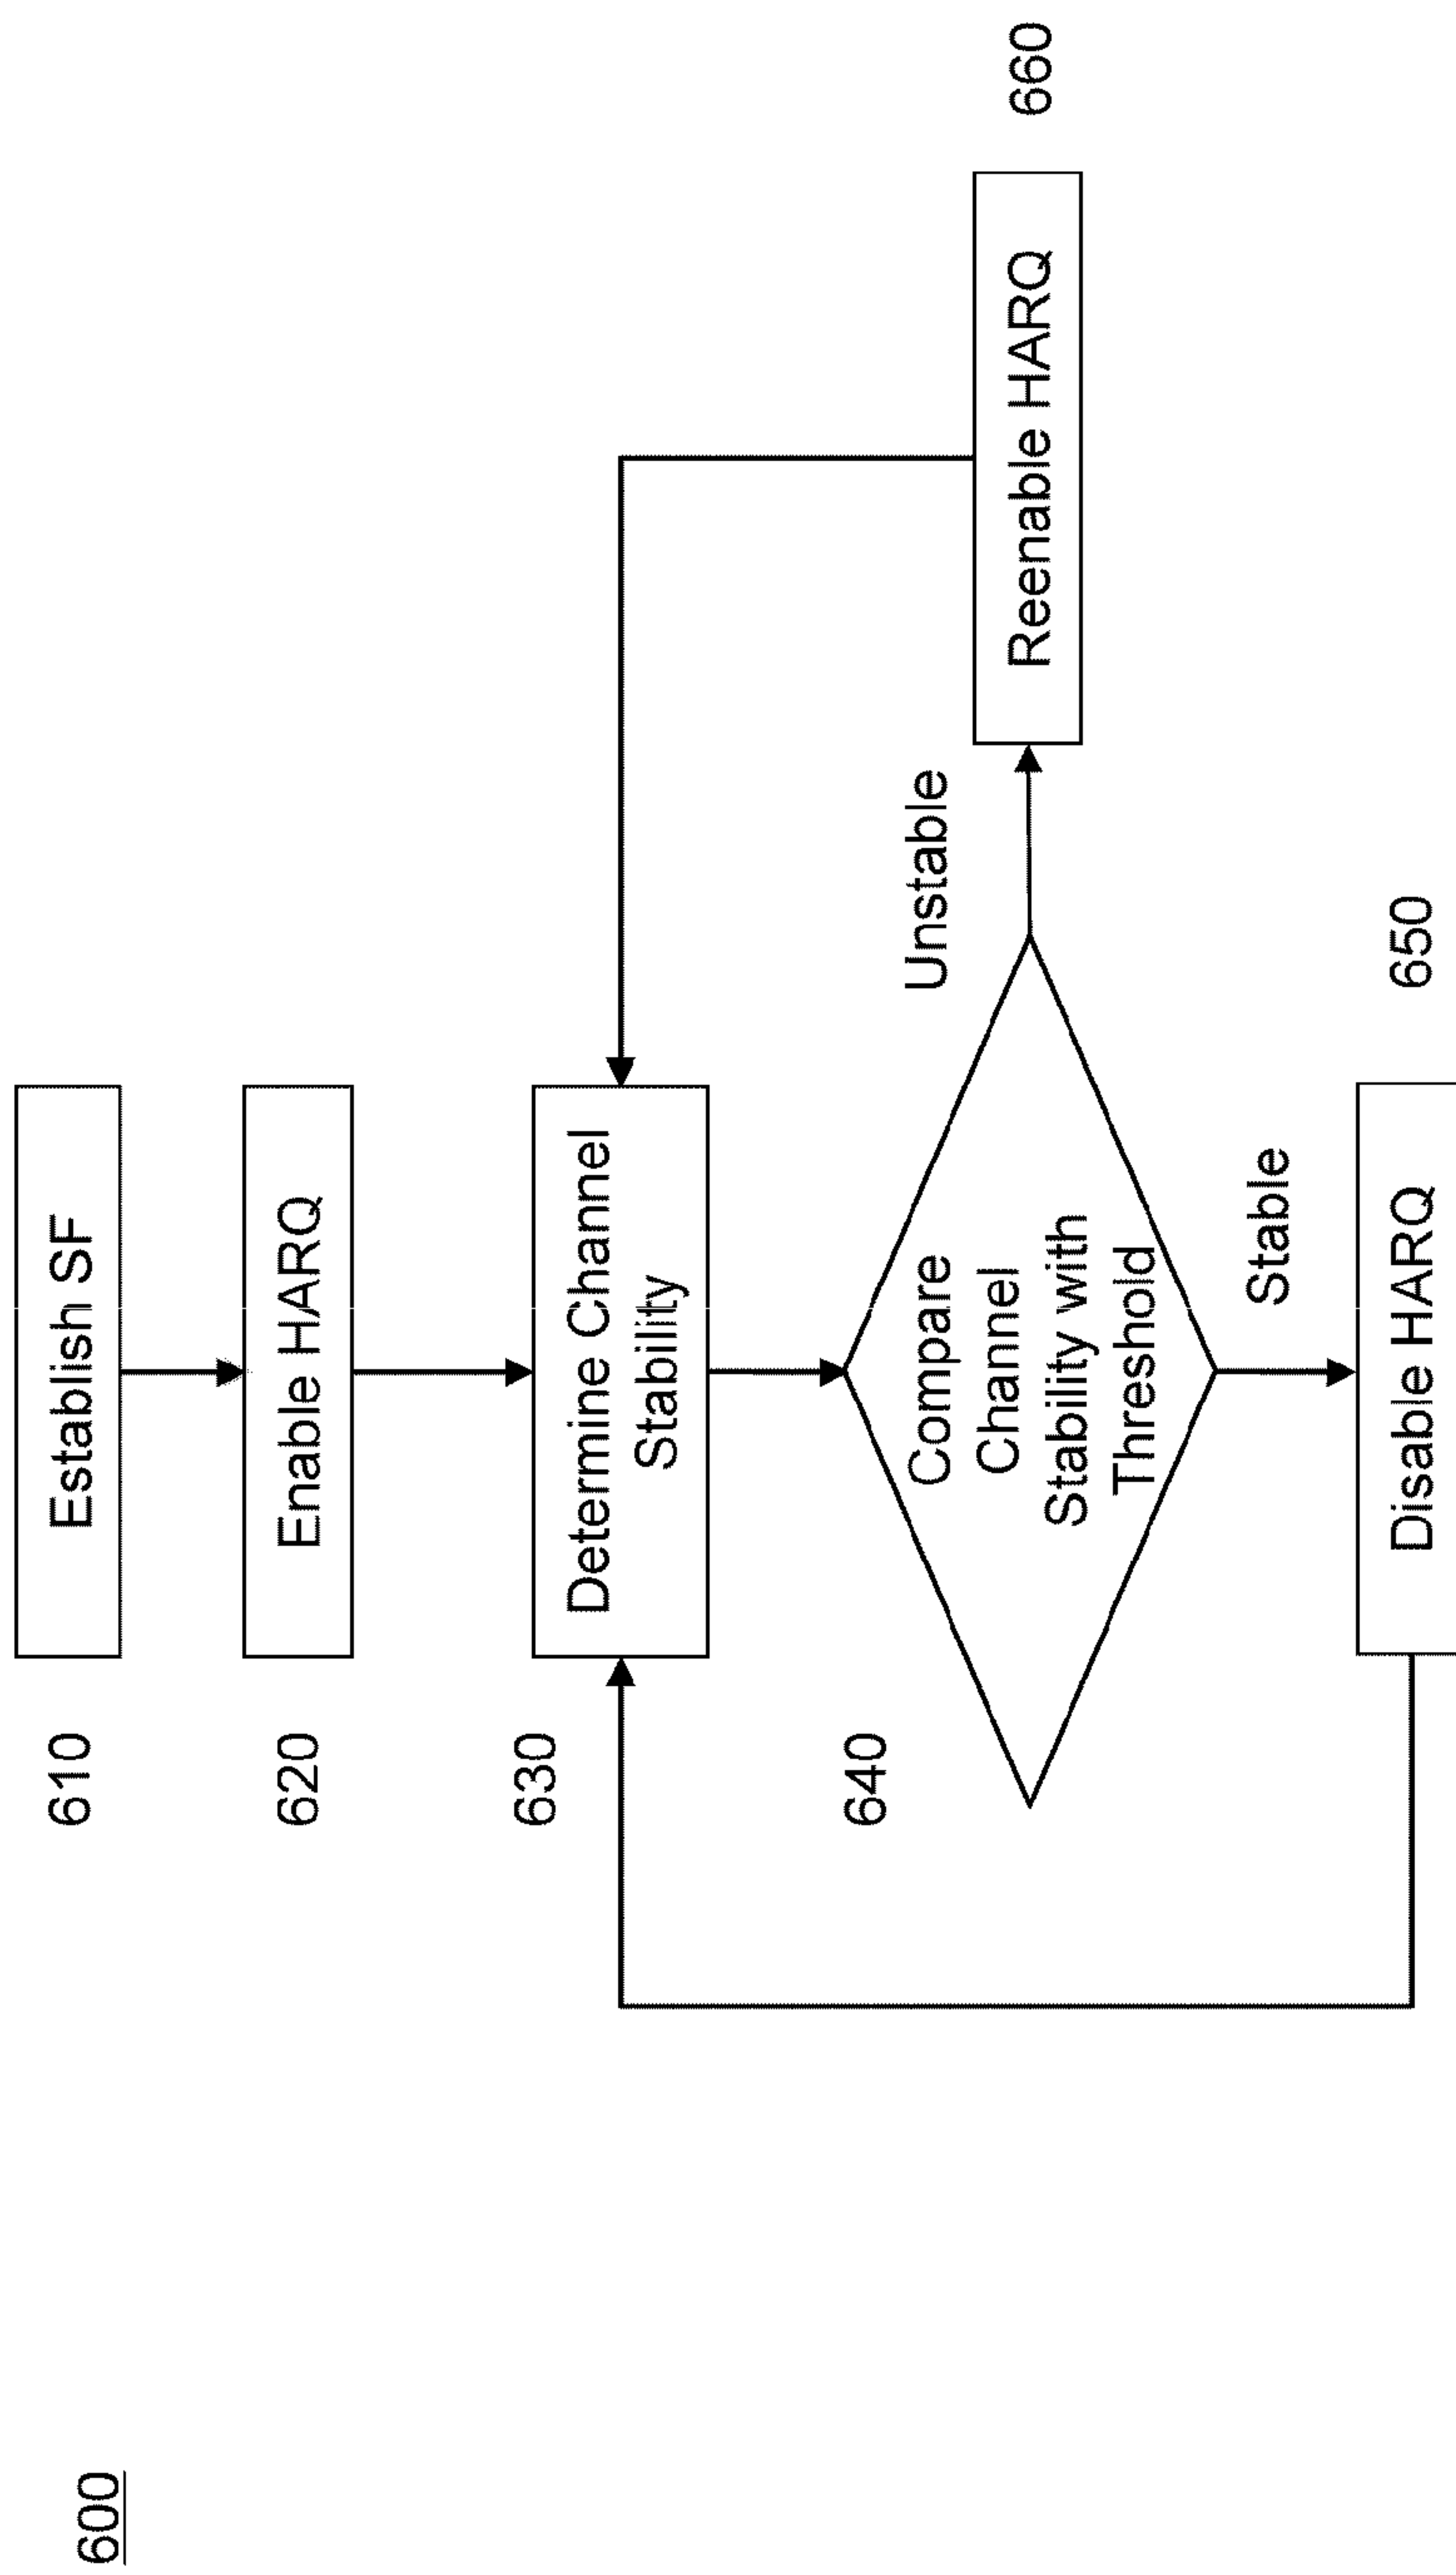 600
610
Establish SF
620
Enable HARQ
630
Determine Channel
Stability
640
Compare
Channel
Stability with
Threshold
Unstable
Reenable HARQ
660
Stable
Disable HARQ
650